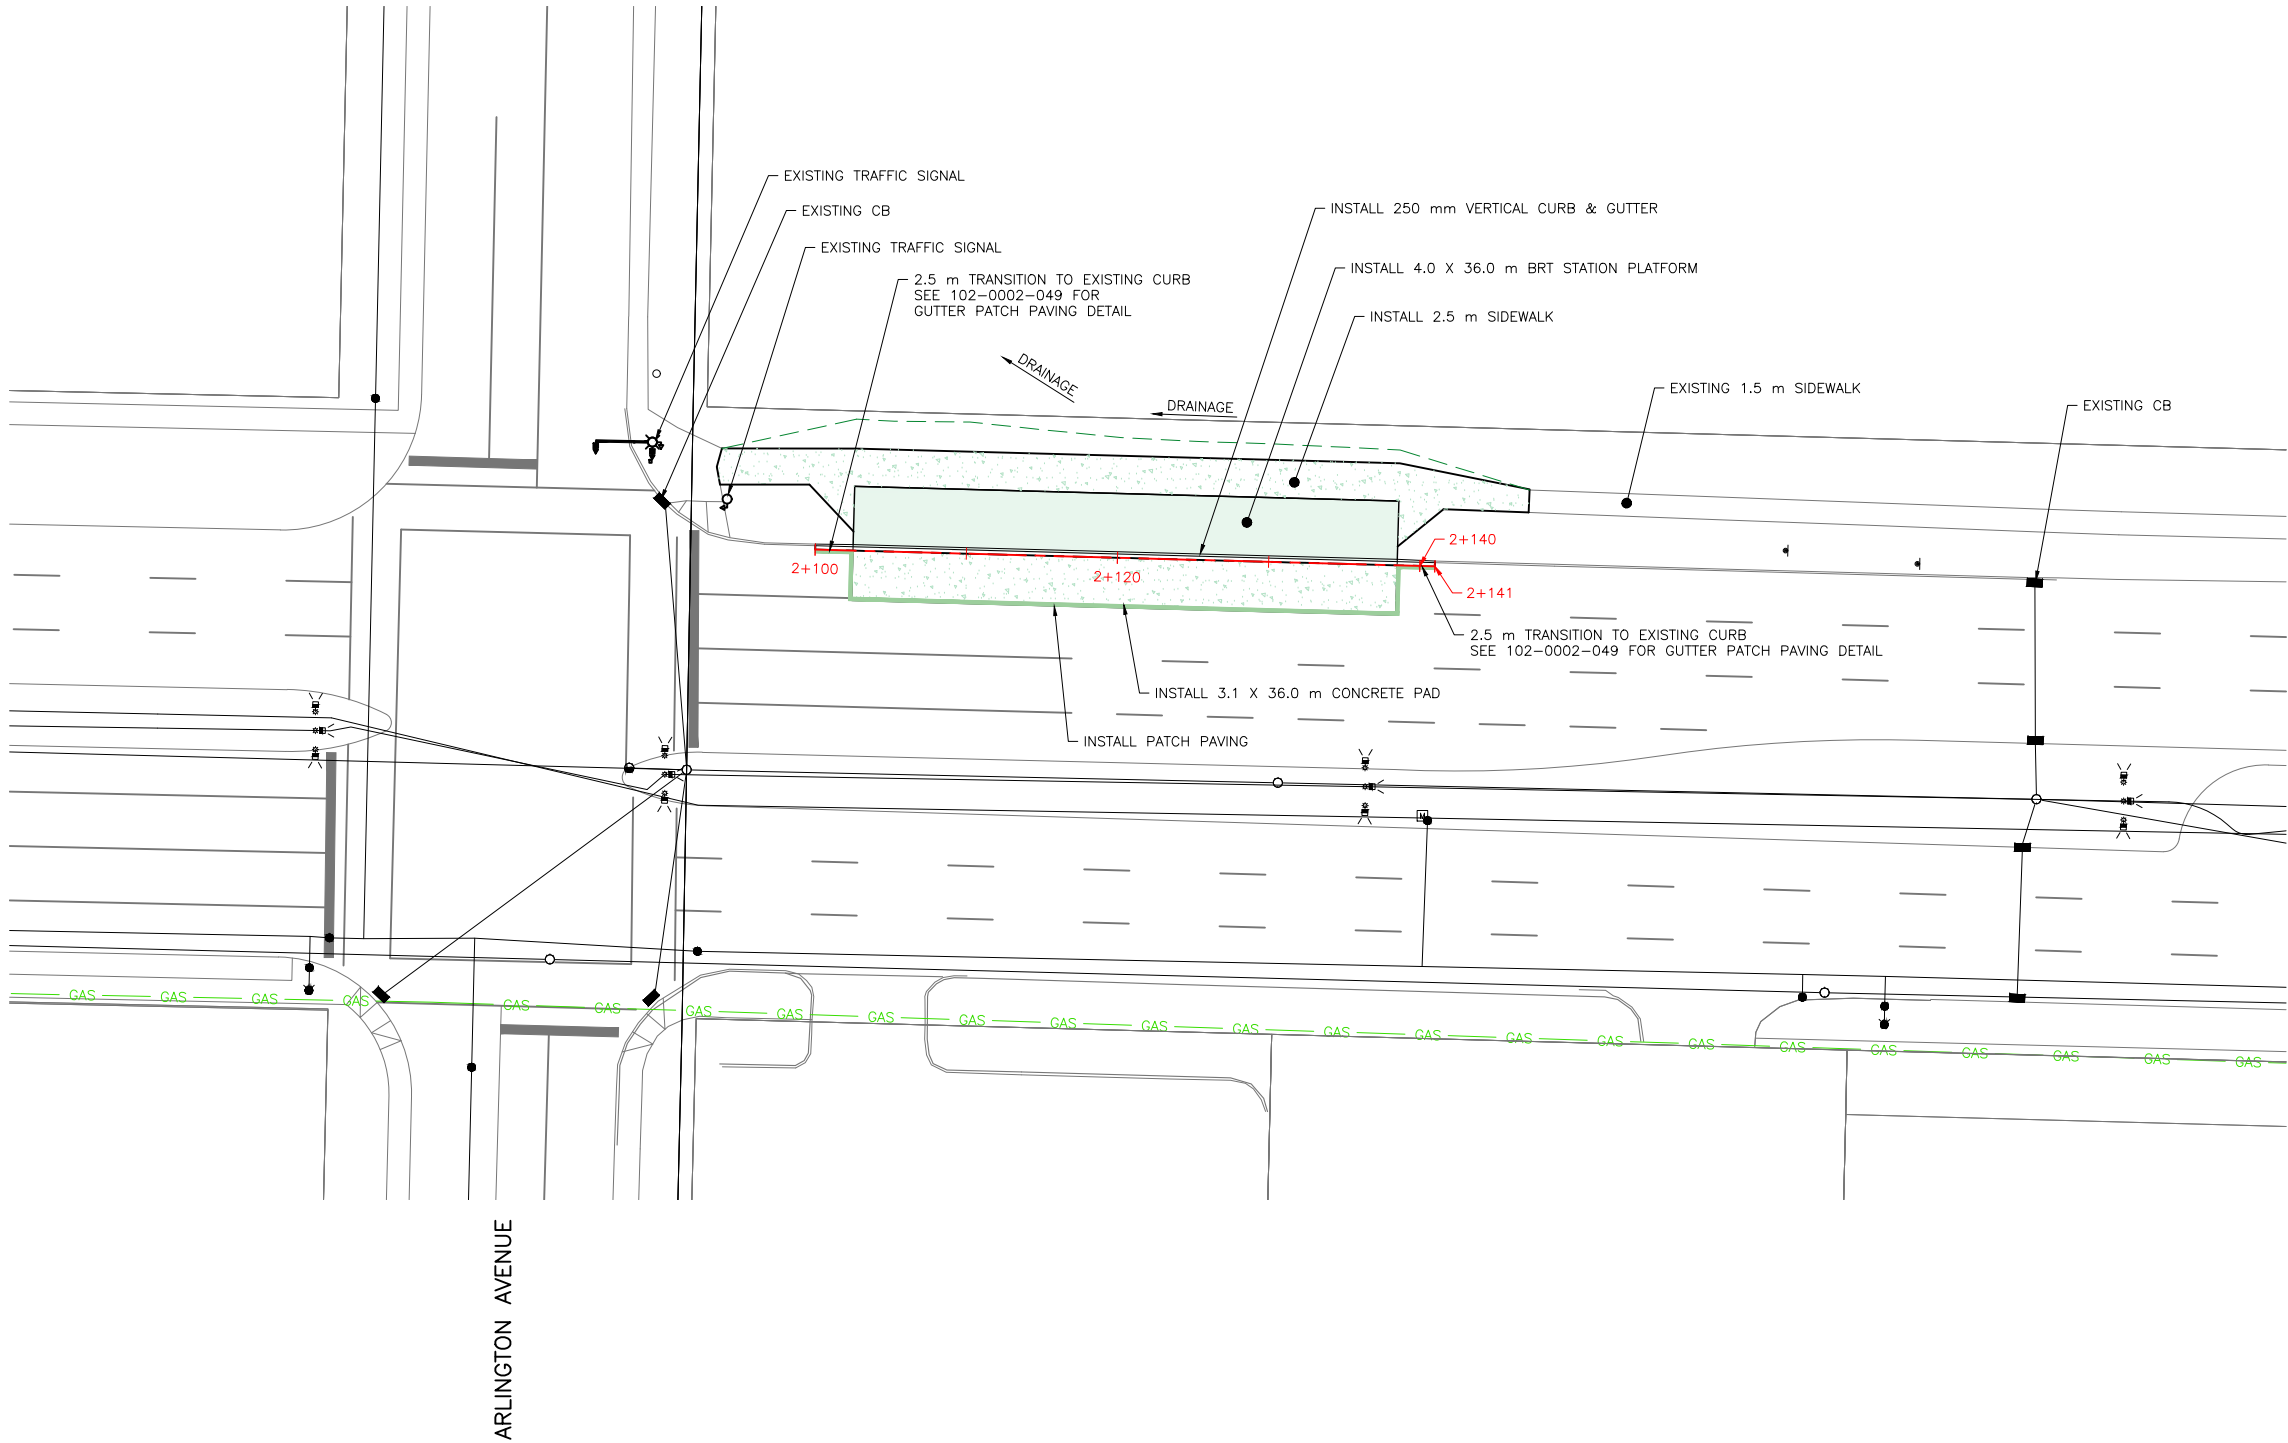 EXISTING TRAFFIC SIGNAL
EXISTING CB
EXISTING TRAFFIC SIGNAL
2.5 m TRANSITION TO EXISTING CURB
SEE 102-0002-049 FOR
GUTTER PATCH PAVING DETAIL
INSTALL 250 mm VERTICAL CURB & GUTTER
INSTALL 4.0 X 36.0 m BRT STATION PLATFORM
INSTALL 2.5 m SIDEWALK
DRAINAGE
DRAINAGE
EXISTING 1.5 m SIDEWALK
EXISTING CB
2+140
2+100
2+120
2+141
2.5 m TRANSITION TO EXISTING CURB
SEE 102-0002-049 FOR GUTTER PATCH PAVING DETAIL
INSTALL 3.1 X 36.0 m CONCRETE PAD
INSTALL PATCH PAVING
M
GAS GAS GAS GAS GAS GAS GAS GAS GAS GAS GAS GAS GAS GAS GAS GAS GAS GAS GAS GAS GAS GAS GAS GAS GAS
ARLINGTON AVENUE